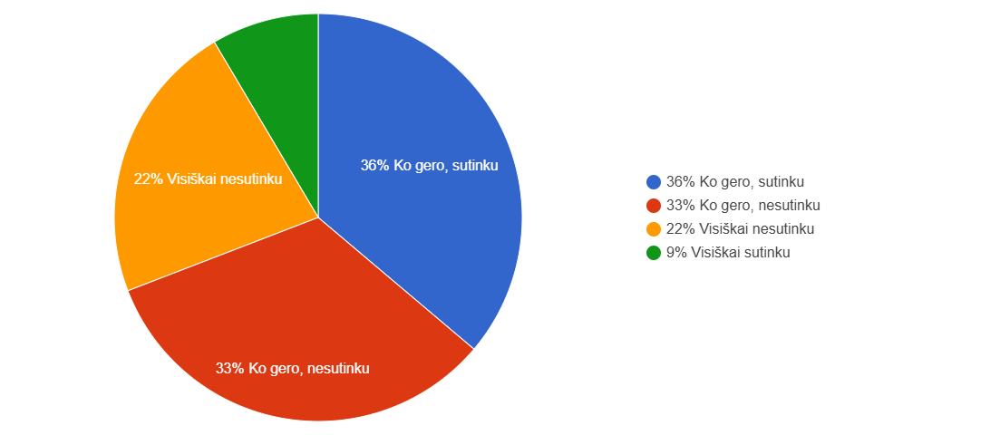 36% Ko gero, sutinku
22% Visiškai nesutinku
33% Ko gero, nesutinku
36% Ko gero, sutinku
33% Ko gero, nesutinku
22% Visiškai nesutinku
9% Visiškai sutinku